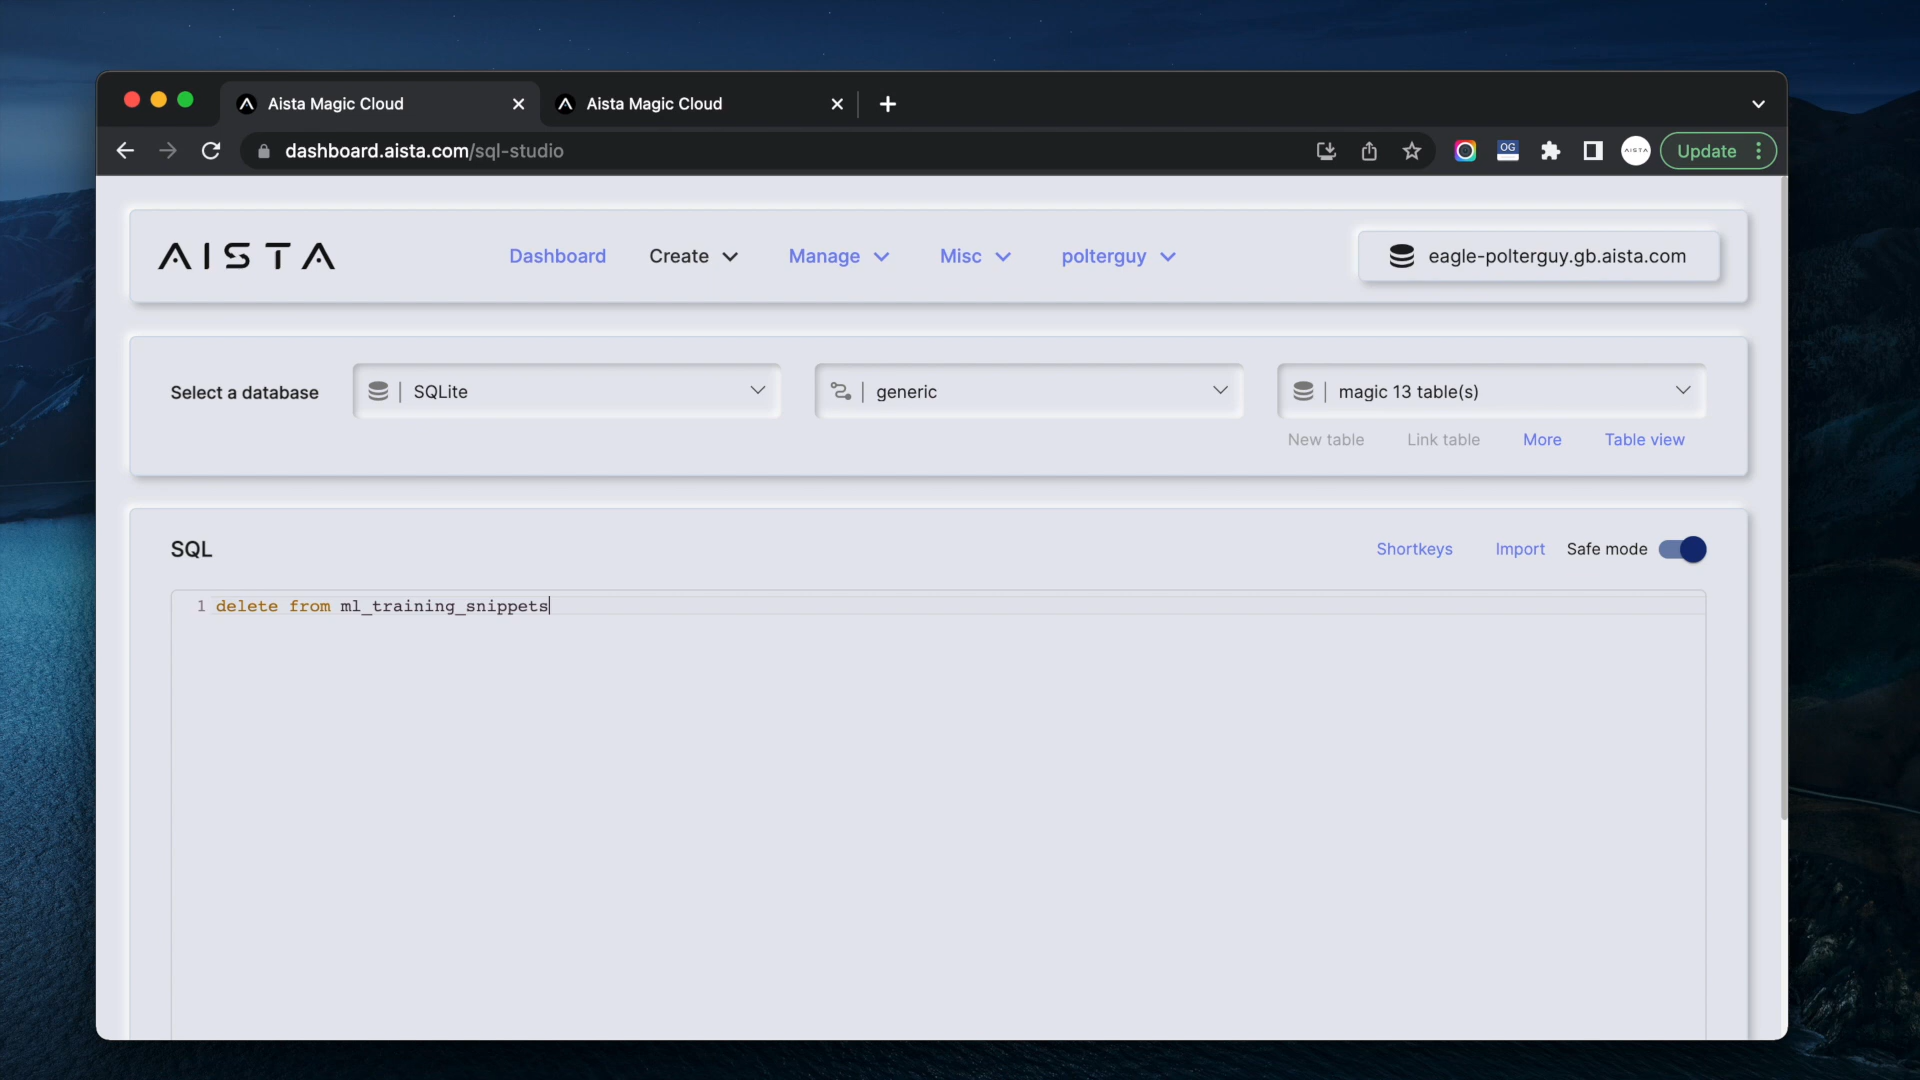 Aista Magic Cloud
Aista Magic Cloud
dashboard.aista.com/sql-studio
OG
AISTA
Update
AISTA
Dashboard
Create
Manage
Misc
polterguy
eagle-polterguy.gb.aista.com
Select a database
SQLite
generic
magic 13 table(s)
New table
Link table
More
Table view
SQL
Shortkeys
Import
Safe mode
1 delete from ml_training_snippets